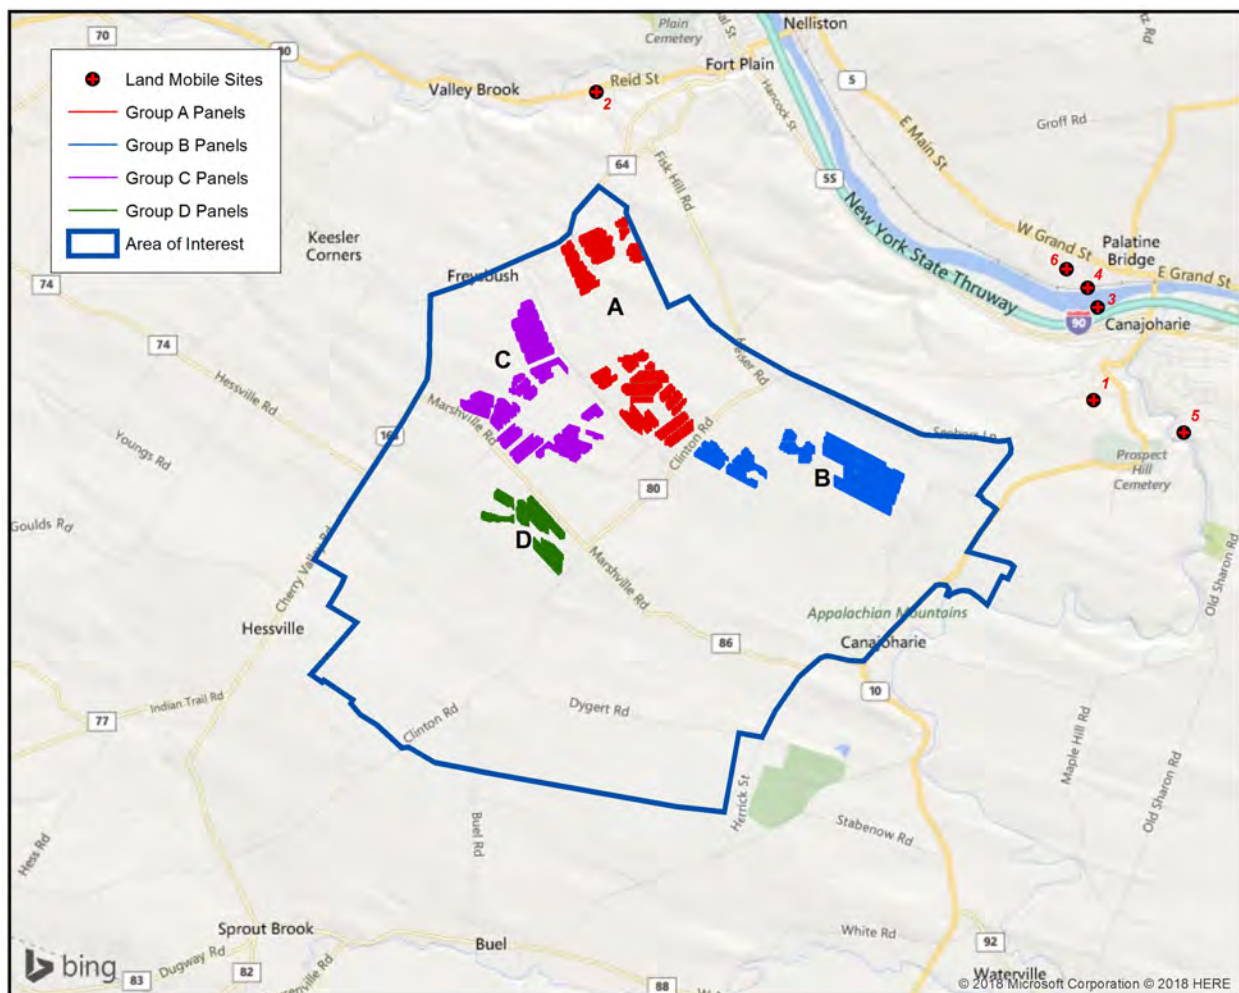 70
80
Plain
Cemetery
Nelliston
Fort Plain
5
Land Mobile Sites
Group A Panels
Group B Panels
Group C Panels
Group D Panels
Area of Interest
Valley Brook
Reid St
2
Hancock St
E Main St
Groff Rd
64
Fisk Hill Rd
5S
New York State Thruway
Keesler
Corners
Freysbush
W Grand St
Palatine
Bridge
E Grand St
6
4
3
90
Canajoharie
74
74
Hessville Rd
A
C
B
D
1
5
Marshville Rd
Clinton Rd
80
Prospect
Hill
Cemetery
Youngs Rd
Goulds Rd
Cherry Valley Rd
Marshville Rd
Old Sharon Rd
Hessville
Appalachian Mountains
Canajoharie
86
10
Indian Trail Rd
77
Clinton Rd
Dygert Rd
Maple Hill Rd
Old Sharon Rd
Herrick St
Stabenow Rd
Buel Rd
Hess Rd
Sprout Brook
Buel
White Rd
92
Dugway Rd
82
83
88
Waterville
bing
© 2018 Microsoft Corporation © 2018 HERE